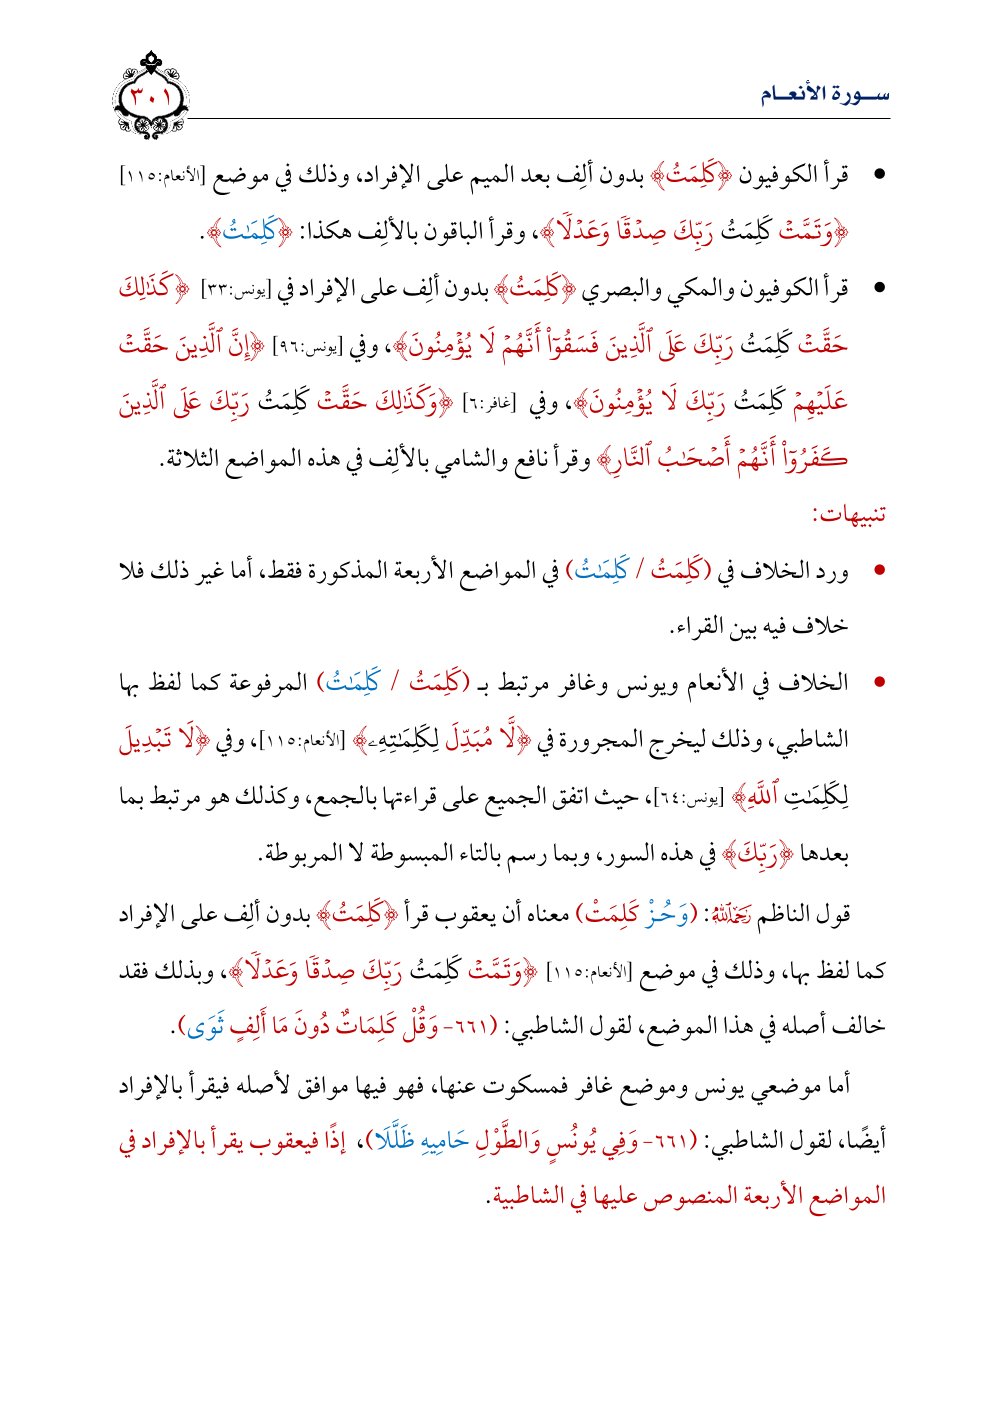 سـورة الأنعـام
٣٠١
• قرأ الكوفيون ﴿كَلِمَتُ﴾ بدون ألِف بعد الميم على الإفراد، وذلك في موضع [الأنعام:١١٥]
﴿وَتَمَّتۡ كَلِمَتُ رَبِّكَ صِدۡقٗا وَعَدۡلٗا﴾، وقرأ الباقون بالألِف هكذا: ﴿كَلِمَٰتُ﴾.
• قرأ الكوفيون والمكي والبصري ﴿كَلِمَتُ﴾ بدون ألِف على الإفراد في [يونس:٣٣] ﴿كَذَٰلِكَ
حَقَّتۡ كَلِمَتُ رَبِّكَ عَلَى ٱلَّذِينَ فَسَقُوٓاْ أَنَّهُمۡ لَا يُؤۡمِنُونَ﴾، وفي [يونس:٩٦] ﴿إِنَّ ٱلَّذِينَ حَقَّتۡ
عَلَيۡهِمۡ كَلِمَتُ رَبِّكَ لَا يُؤۡمِنُونَ﴾، وفي [غافر:٦] ﴿وَكَذَٰلِكَ حَقَّتۡ كَلِمَتُ رَبِّكَ عَلَى ٱلَّذِينَ
كَفَرُوٓاْ أَنَّهُمۡ أَصۡحَٰبُ ٱلنَّارِ﴾ وقرأ نافع والشامي بالألِف في هذه المواضع الثلاثة.
تنبيهات:
• ورد الخلاف في (كَلِمَتُ / كَلِمَٰتُ) في المواضع الأربعة المذكورة فقط، أما غير ذلك فلا
خلاف فيه بين القراء.
• الخلاف في الأنعام ويونس وغافر مرتبط بـ (كَلِمَتُ / كَلِمَٰتُ) المرفوعة كما لفظ بها
الشاطبي، وذلك ليخرج المجرورة في ﴿لَّا مُبَدِّلَ لِكَلِمَٰتِهِۦ﴾ [الأنعام:١١٥]، وفي ﴿لَا تَبۡدِيلَ
لِكَلِمَٰتِ ٱللَّهِ﴾ [يونس:٦٤]، حيث اتفق الجميع على قراءتها بالجمع، وكذلك هو مرتبط بما
بعدها ﴿رَبِّكَ﴾ في هذه السور، وبما رسم بالتاء المبسوطة لا المربوطة.
قول الناظم رَحِمَهُ ٱللَّهُ: (وَحُزْ كَلِمَتْ) معناه أن يعقوب قرأ ﴿كَلِمَتُ﴾ بدون ألِف على الإفراد
كما لفظ بها، وذلك في موضع [الأنعام:١١٥] ﴿وَتَمَّتۡ كَلِمَتُ رَبِّكَ صِدۡقٗا وَعَدۡلٗا﴾، وبذلك فقد
خالف أصله في هذا الموضع، لقول الشاطبي: (٦٦١- وَقُلْ كَلِمَاتٌ دُونَ مَا أَلِفٍ ثَوَى).
أما موضعي يونس وموضع غافر فمسكوت عنها، فهو فيها موافق لأصله فيقرأ بالإفراد
أيضًا، لقول الشاطبي: (٦٦١- وَفِي يُونُسٍ وَالطَّوْلِ حَامِيهِ ظَلَّلَا)، إذًا فيعقوب يقرأ بالإفراد في
المواضع الأربعة المنصوص عليها في الشاطبية.